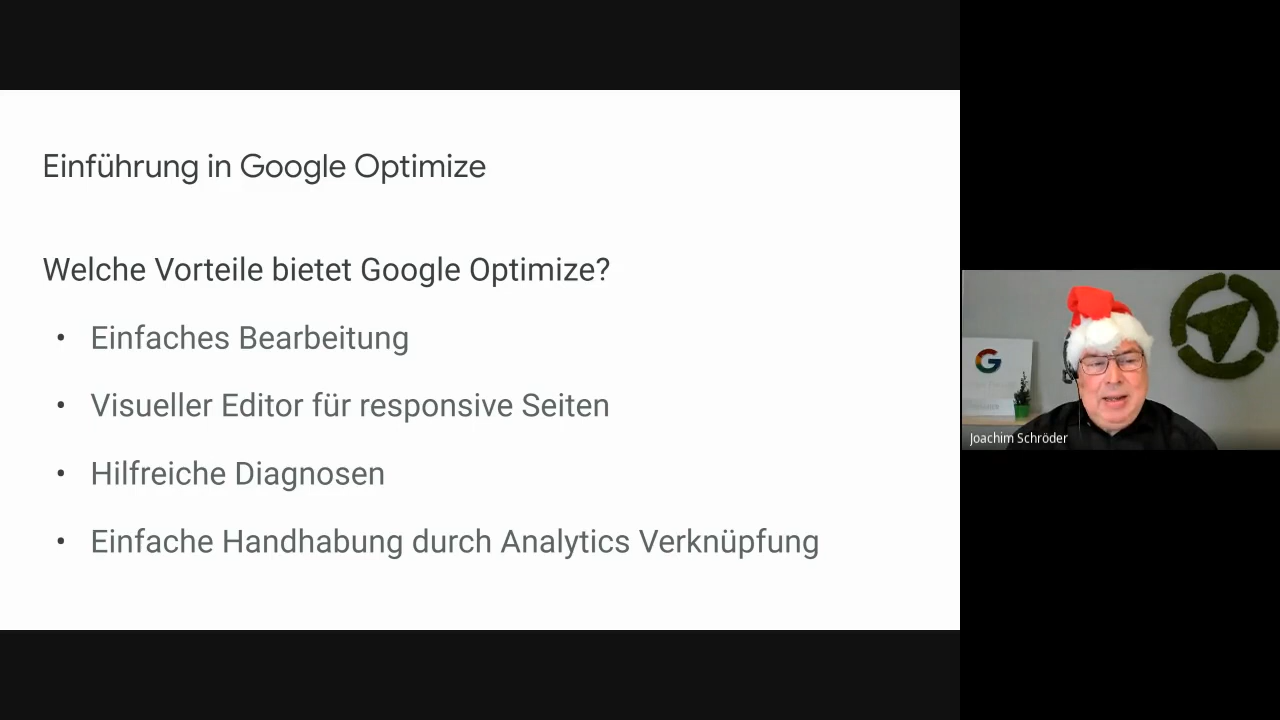 Einführung in Google Optimize
Welche Vorteile bietet Google Optimize?
• Einfaches Bearbeitung
• Visueller Editor für responsive Seiten
• Hilfreiche Diagnosen
• Einfache Handhabung durch Analytics Verknüpfung
G
Joachim Schröder